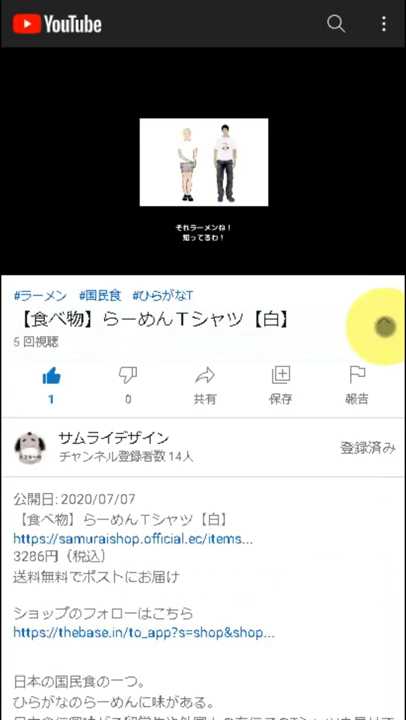 YouTube
それラーメンね！
知ってるわ！
#ラーメン #国民食 #ひらがなT
【食べ物】らーめんＴシャツ【白】
5 回視聴
1
0
共有
保存
報告
サムライデザイン
チャンネル登録者数 14人
登録済み
公開日: 2020/07/07
【食べ物】らーめんＴシャツ【白】
https://samuraishop.official.ec/items...
3286円（税込）
送料無料でポストにお届け
ショップのフォローはこちら
https://thebase.in/to_app?s=shop&shop...
日本の国民食の一つ。
ひらがなのらーめんに味がある。